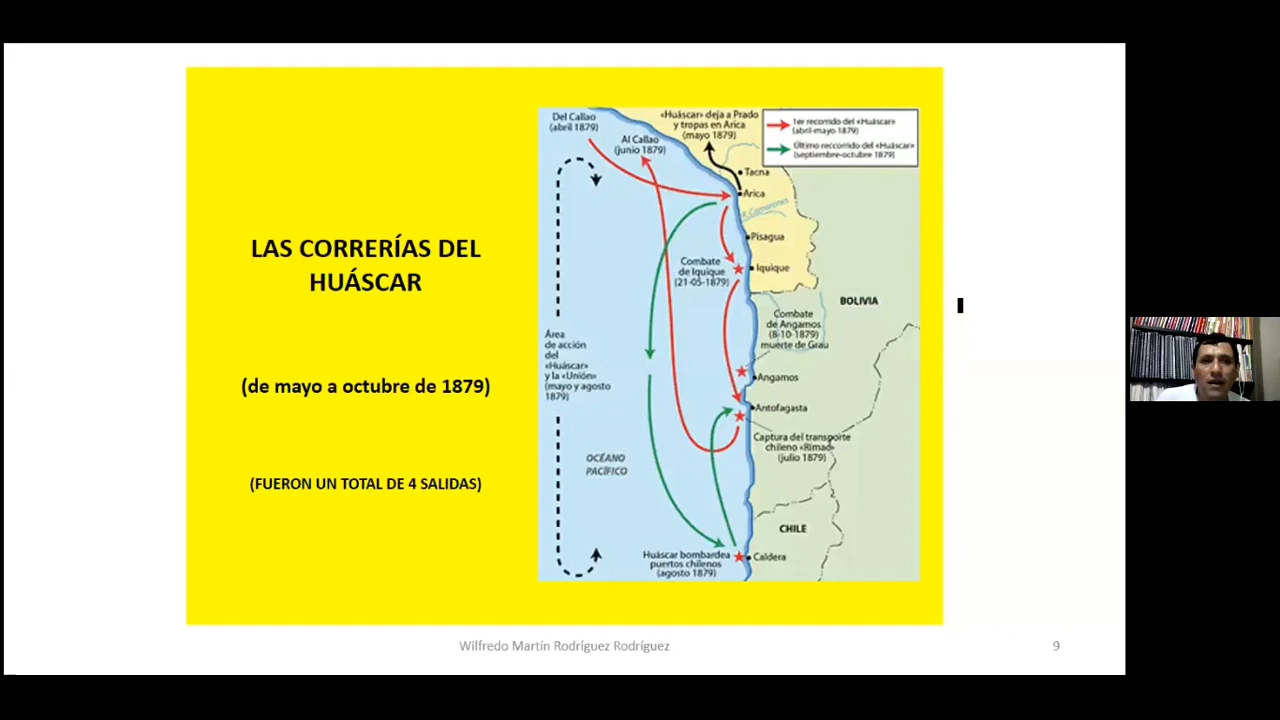 LAS CORRERÍAS DEL
HUÁSCAR
(de mayo a octubre de 1879)
(FUERON UN TOTAL DE 4 SALIDAS)
Del Callao
(abril 1879)
Al Callao
(junio 1879)
«Huáscar» deja a Prado
y tropas en Arica
(mayo 1879)
1er recorrido del «Huáscar»
(abril-mayo 1879)
Último reccorrido del «Huáscar»
(septiembre-octubre 1879)
Tacna
Arica
R. Camarones
Pisagua
Combate
de Iquique
(21-05-1879)
Iquique
BOLIVIA
Combate
de Angamos
(8-10-1879)
muerte de Grau
Área
de acción
del
«Huáscar»
y la «Unión»
(mayo y agosto
1879)
Angamos
Antofagasta
Captura del transporte
chileno «Rímac»
(julio 1879)
OCÉANO
PACÍFICO
CHILE
Huáscar bombardea
puertos chilenos
(agosto 1879)
Caldera
Wilfredo Martín Rodríguez Rodríguez
9